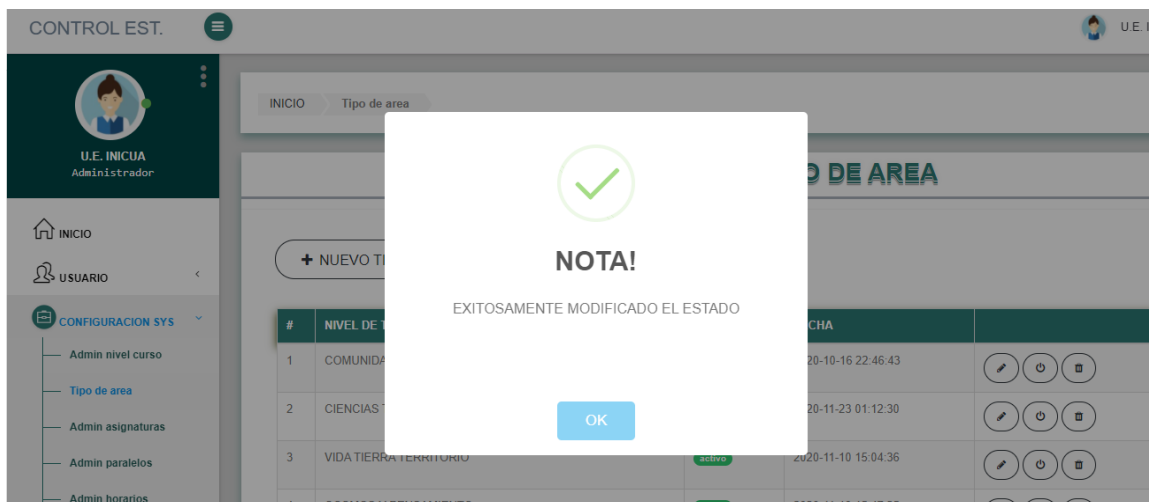 CONTROL EST.
U.E.
INICIO
Tipo de area
U.E. INICUA
Administrador
DE AREA
INICIO
USUARIO
CONFIGURACION SYS
Admin nivel curso
Tipo de area
Admin asignaturas
Admin paralelos
Admin horarios
+ NUEVO
NOTA!
EXITOSAMENTE MODIFICADO EL ESTADO
OK
# NIVEL DE
1
20-10-16 22:46:43
2 CIENCIAS
20-11-23 01:12:30
3 VIDA TIERRA TERRITORIO activo 2020-11-10 15:04:36